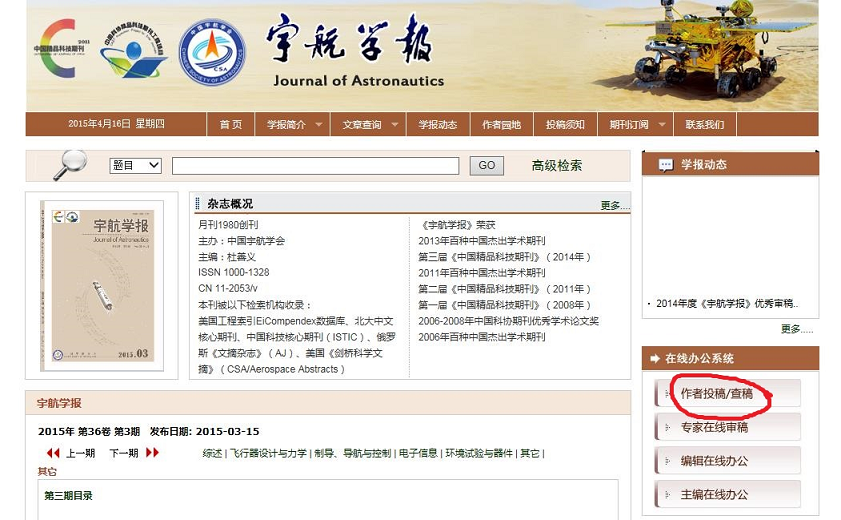 2011
中国精品科技期刊
中国宇航学会
CSA
CHINESE SOCIETY OF ASTRONAUTICS
宇航学报
Journal of Astronautics
2015年4月16日 星期四
首 页
学报简介
文章查询
学报动态
作者园地
投稿须知
期刊订阅
联系我们
题目
GO
高级检索
宇航学报
Journal of Astronautics
2015.03
杂志概况
更多....
月刊1980创刊
主办：中国宇航学会
主编：杜善义
ISSN 1000-1328
CN 11-2053/v
本刊被以下检索机构收录：
美国工程索引EiCompendex数据库、北大中文
核心期刊、中国科技核心期刊（ISTIC）、俄罗
斯《文摘杂志》（AJ）、美国《剑桥科学文
摘》（CSA/Aerospace Abstracts）
《宇航学报》荣获
2013年百种中国杰出学术期刊
第三届《中国精品科技期刊》（2014年）
2011年百种中国杰出学术期刊
第二届《中国精品科技期刊》（2011年）
第一届《中国精品科技期刊》（2008年）
2006-2008年中国科协期刊优秀学术论文奖
2006年百种中国杰出学术期刊
学报动态
· 2014年度《宇航学报》优秀审稿..
更多.....
在线办公系统
作者投稿/查稿
专家在线审稿
编辑在线办公
主编在线办公
宇航学报
2015年 第36卷 第3期 发布日期: 2015-03-15
上一期 下一期
综述 | 飞行器设计与力学 | 制导、导航与控制 | 电子信息 | 环境试验与器件 | 其它 |
其它
第三期目录